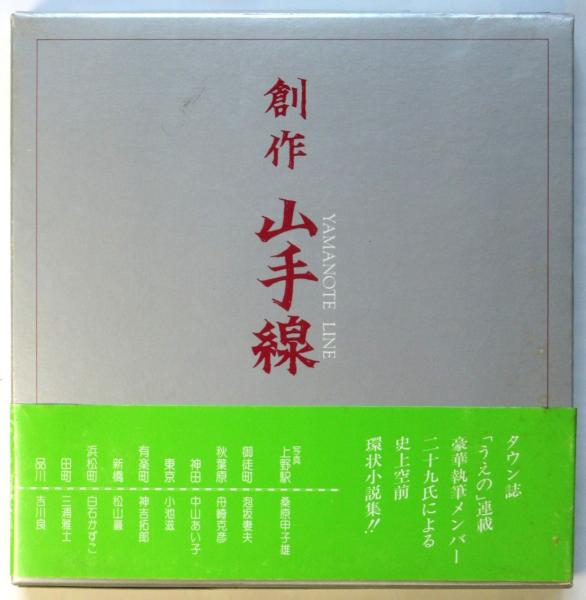 創作
山手線
YAMANOTE LINE
タウン誌
「うえの」連載
豪華執筆メンバー
二十九氏による
史上空前
環状小説集!!
写真
上野駅 桑原甲子雄
御徒町 泡坂妻夫
秋葉原 舟崎克彦
神田 中山あい子
東京 小池滋
有楽町 神吉拓郎
新橋 松山巖
浜松町 白石かずこ
田町 三浦雅士
品川 吉川良